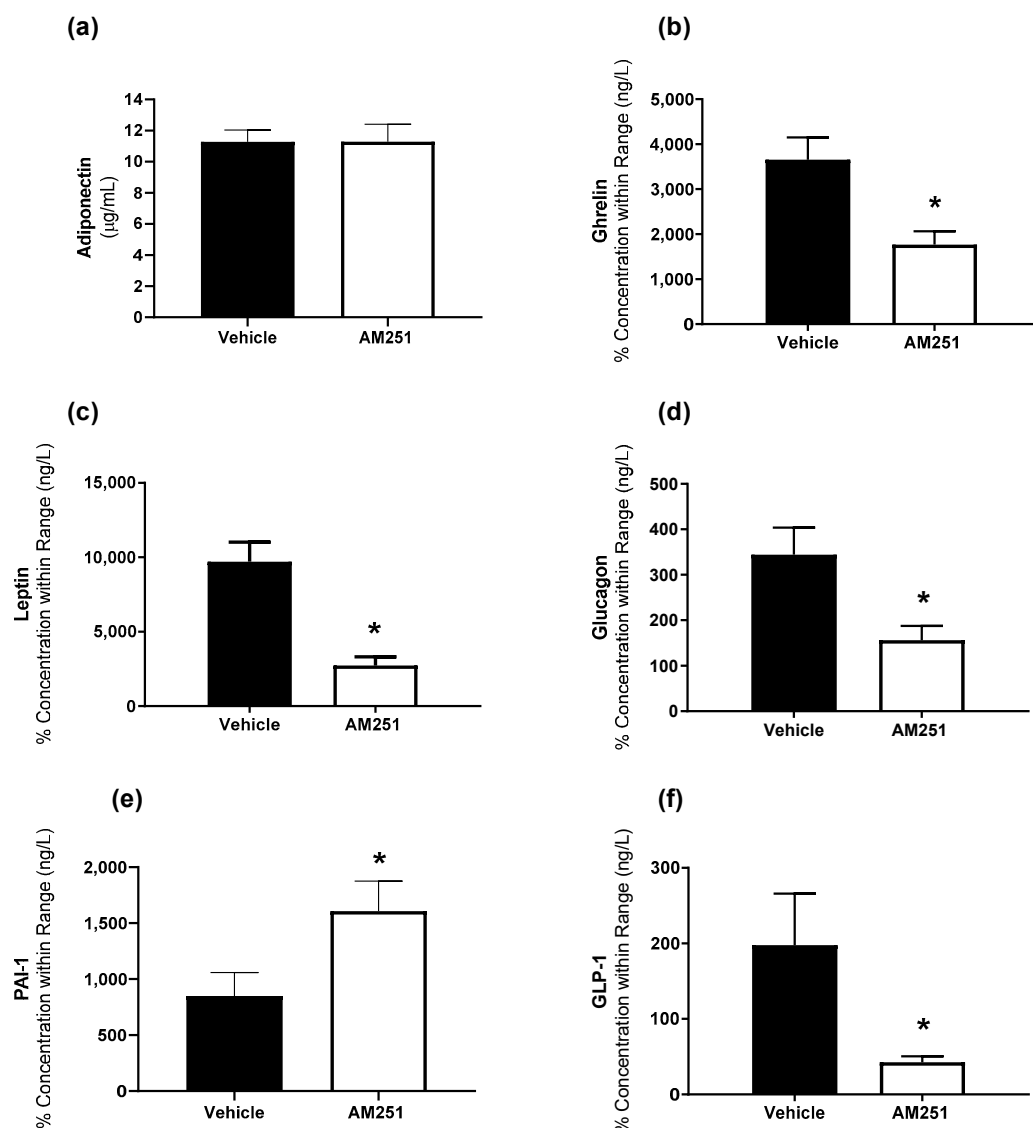 (a)
Adiponectin
(μg/mL)
14
12
10
8
6
4
2
0
Vehicle
AM251
(b)
Ghrelin
% Concentration within Range (ng/L)
5,000
4,000
3,000
2,000
1,000
0
*
Vehicle
AM251
(c)
Leptin
% Concentration within Range (ng/L)
15,000
10,000
5,000
0
*
Vehicle
AM251
(d)
Glucagon
% Concentration within Range (ng/L)
500
400
300
200
100
0
*
Vehicle
AM251
(e)
PAI-1
% Concentration within Range (ng/L)
2,000
1,500
1,000
500
0
*
Vehicle
AM251
(f)
GLP-1
% Concentration within Range (ng/L)
300
200
100
0
*
Vehicle
AM251